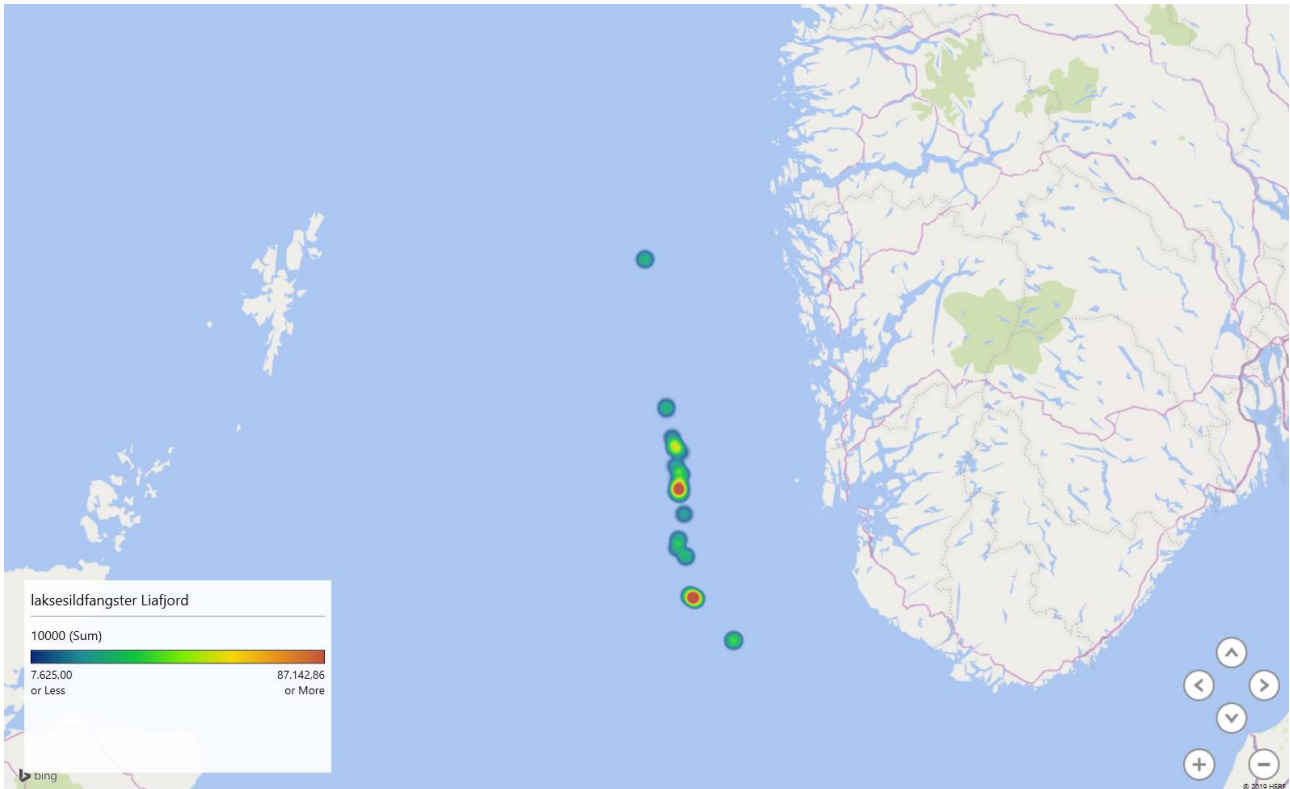 laksesildfangster Liafjord
10000 (Sum)
7.625,00
or Less
87.142,86
or More
bing
© 2019 HERE